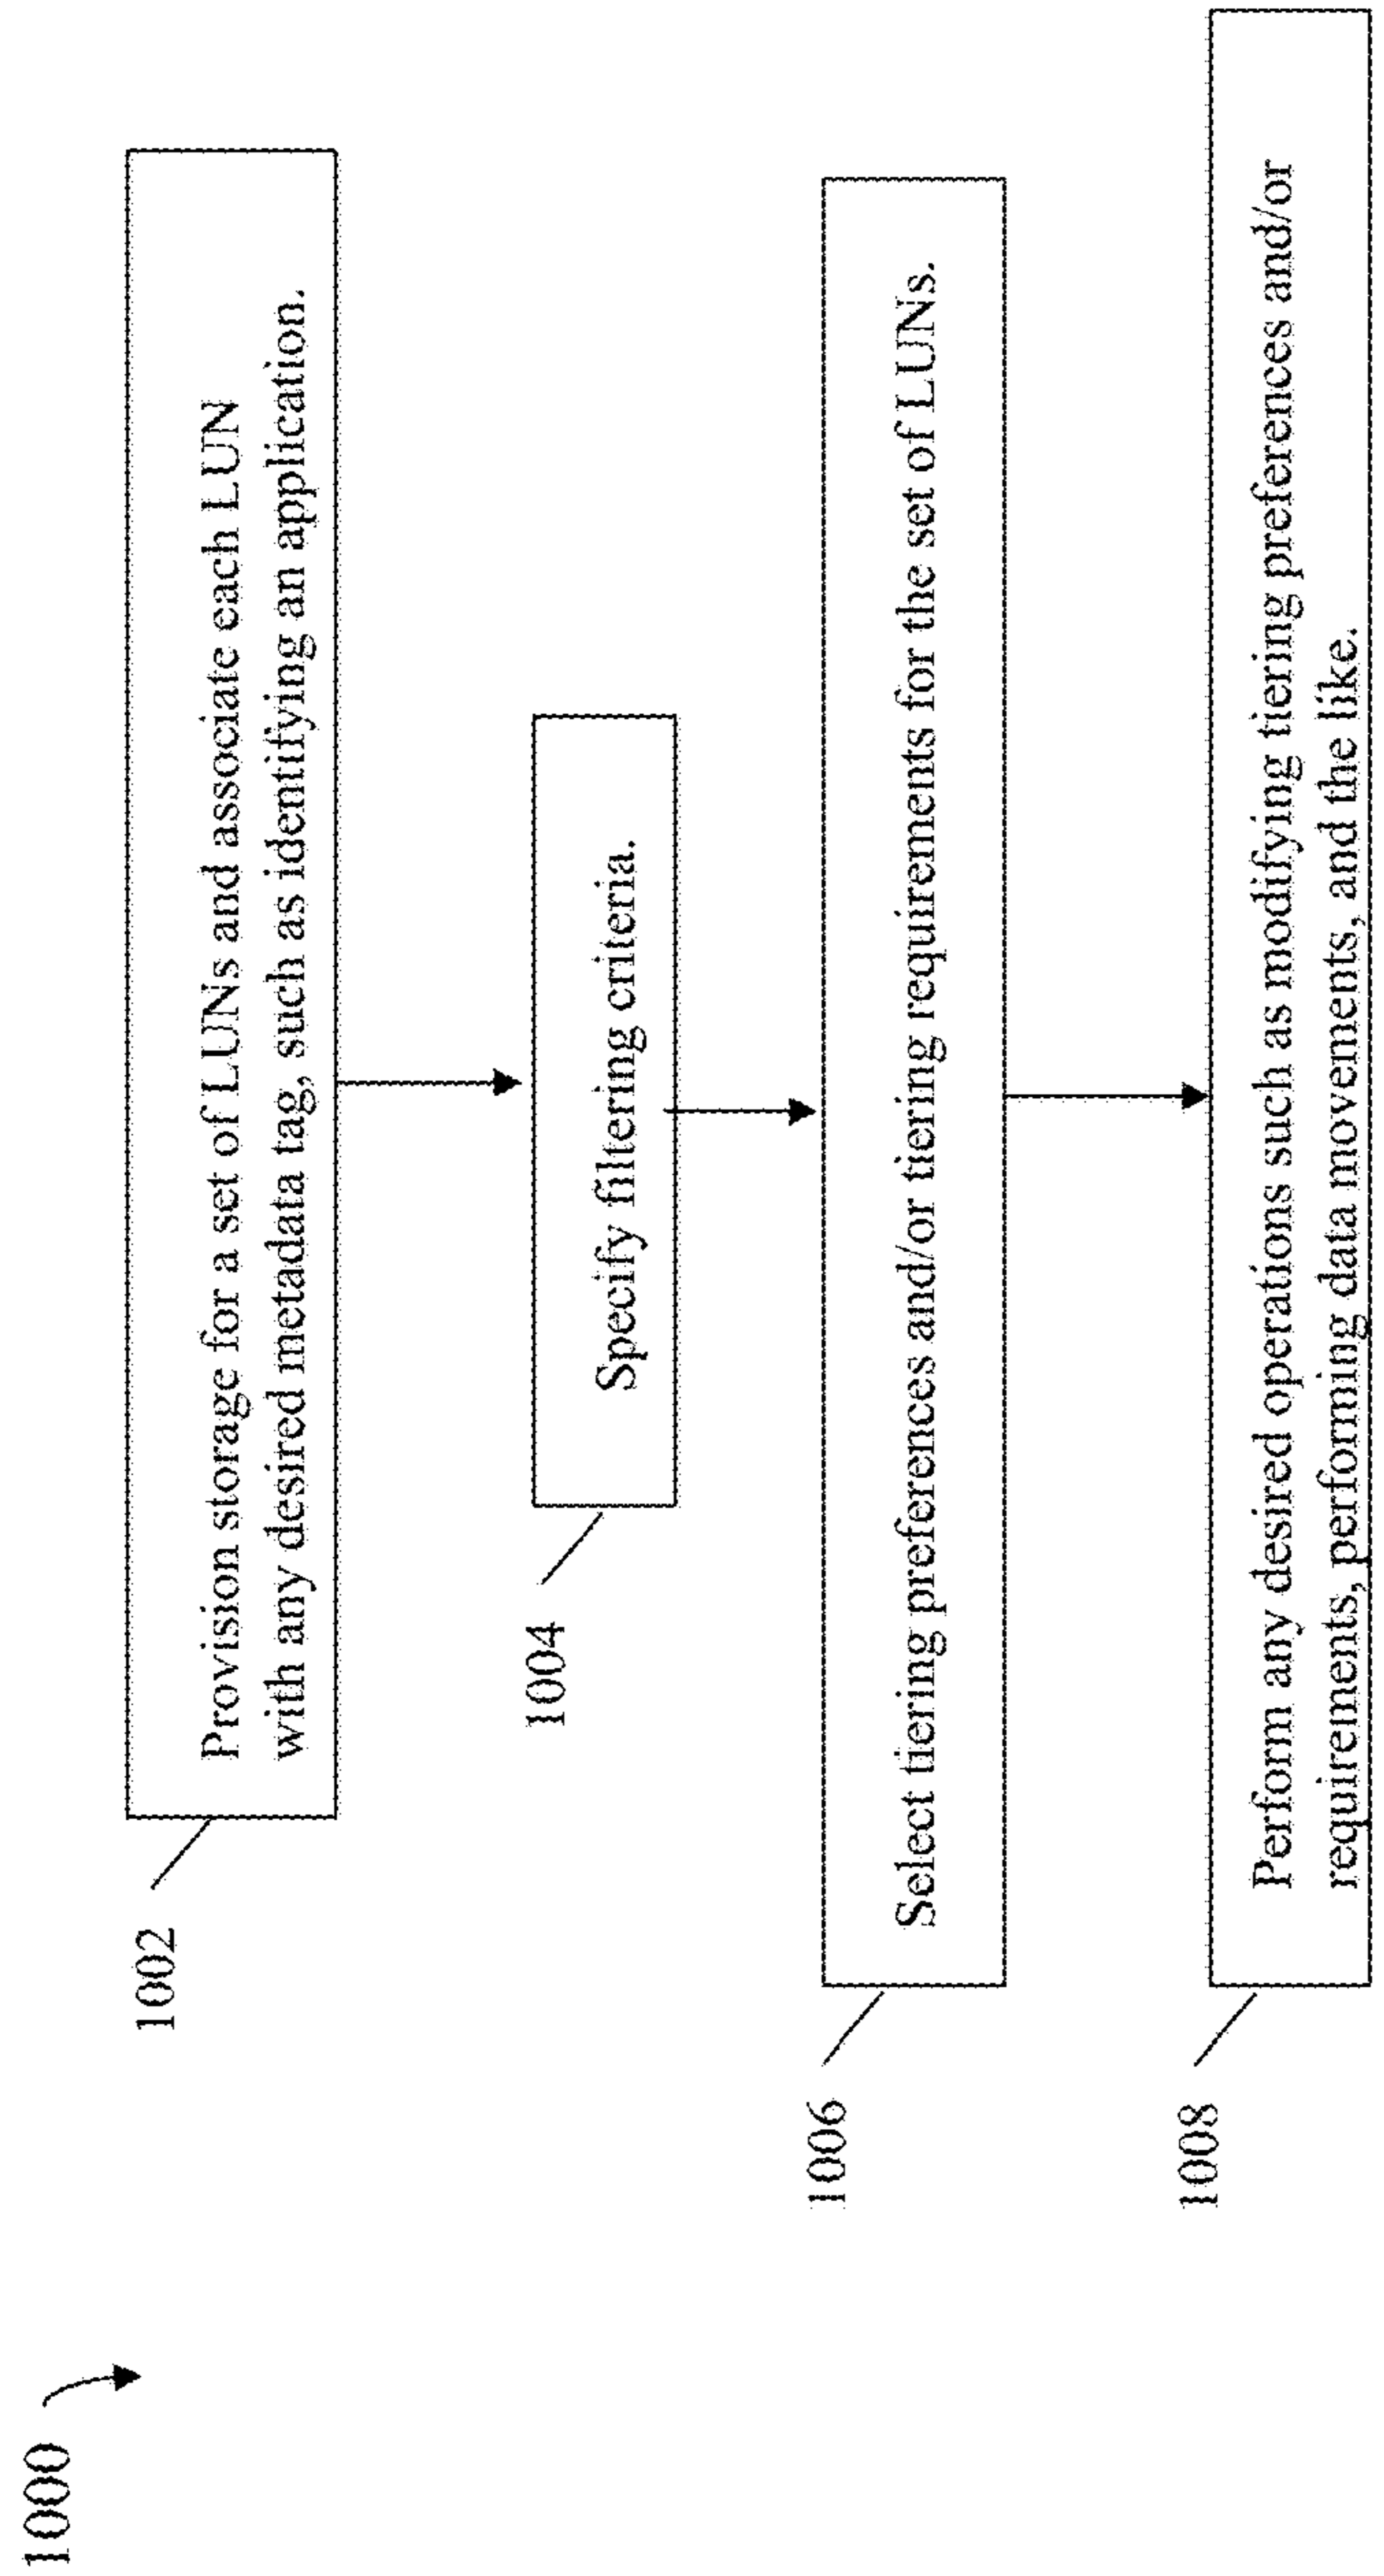 1000
1002
Provision storage for a set of LUNs and associate each LUN
with any desired metadata tag, such as identifying an application.
1004
Specify filtering criteria.
1006
Select tiering preferences and/or tiering requirements for the set of LUNs.
1008
Perform any desired operations such as modifying tiering preferences and/or
requirements, performing data movements, and the like.